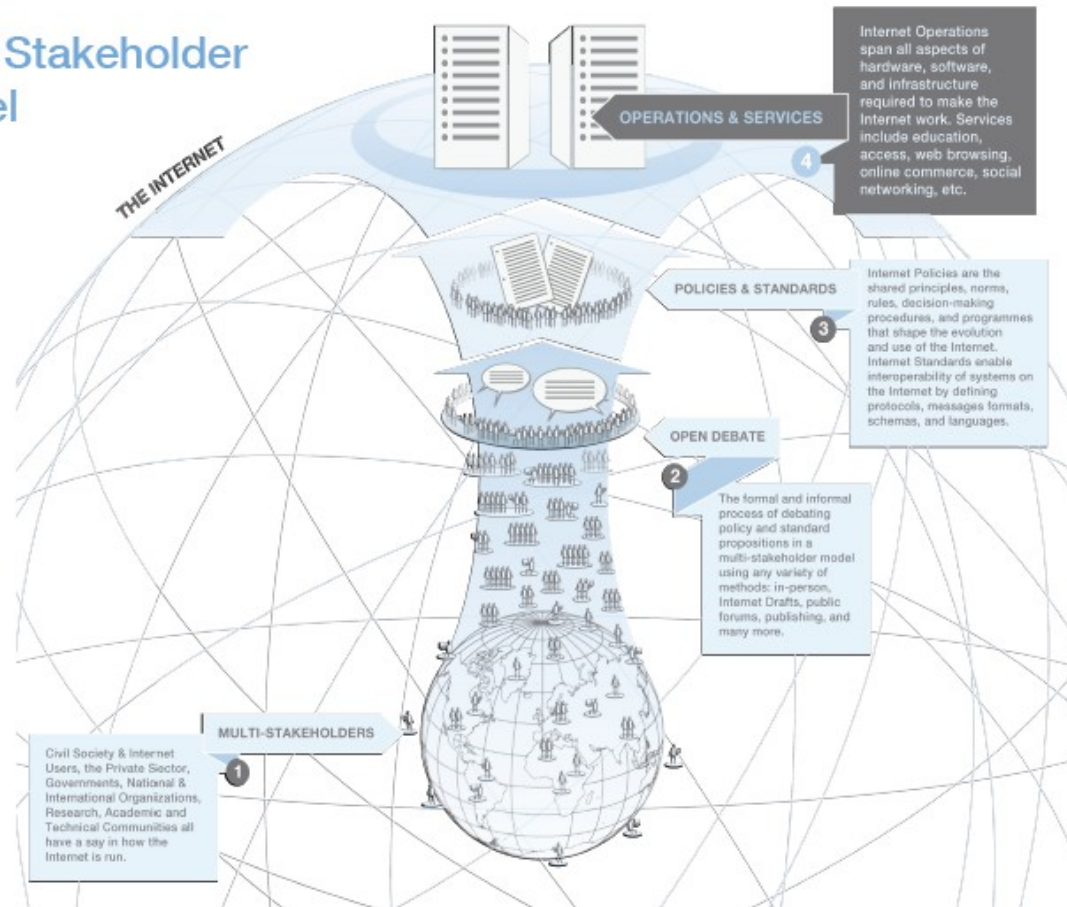 Stakeholder
el
THE INTERNET
OPERATIONS & SERVICES
4
Internet Operations
span all aspects of
hardware, software,
and infrastructure
required to make the
Internet work. Services
include education,
access, web browsing,
online commerce, social
networking, etc.
POLICIES & STANDARDS
3
Internet Policies are the
shared principles, norms,
rules, decision-making
procedures, and programmes
that shape the evolution
and use of the Internet.
Internet Standards enable
interoperability of systems on
the Internet by defining
protocols, messages formats,
schemas, and languages.
OPEN DEBATE
2
The formal and informal
process of debating
policy and standard
propositions in a
multi-stakeholder model
using any variety of
methods: in-person,
Internet Drafts, public
forums, publishing, and
many more.
MULTI-STAKEHOLDERS
1
Civil Society & Internet
Users, the Private Sector,
Governments, National &
International Organizations,
Research, Academic and
Technical Communities all
have a say in how the
Internet is run.